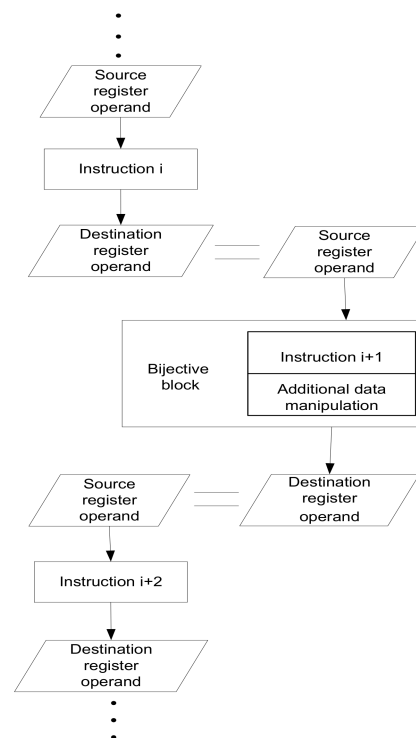 Source
register
operand
Instruction i
Destination
register
operand
Source
register
operand
Bijective
block
Instruction i+1
Additional data
manipulation
Source
register
operand
Destination
register
operand
Instruction i+2
Destination
register
operand